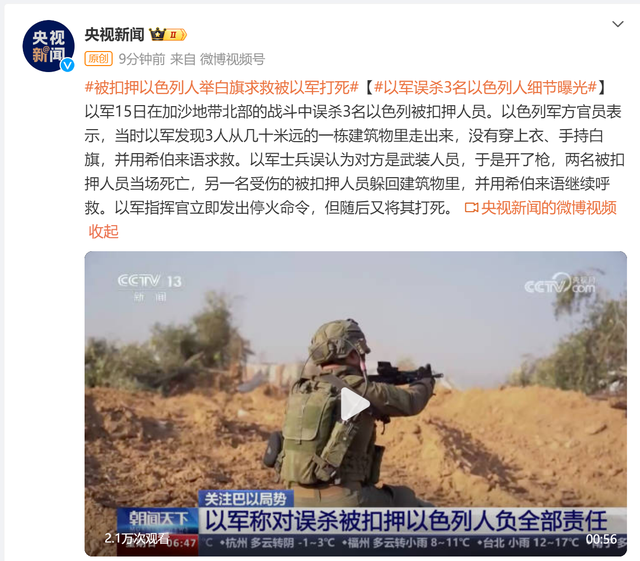 央视新闻
央视新闻 II
原创 9分钟前 来自 微博视频号
#被扣押以色列人举白旗求救被以军打死#【#以军误杀3名以色列人细节曝光#】
以军15日在加沙地带北部的战斗中误杀3名以色列被扣押人员。以色列军方官员表
示，当时以军发现3人从几十米远的一栋建筑物里走出来，没有穿上衣、手持白
旗，并用希伯来语求救。以军士兵误认为对方是武装人员，于是开了枪，两名被扣
押人员当场死亡，另一名受伤的被扣押人员躲回建筑物里，并用希伯来语继续呼
救。以军指挥官立即发出停火命令，但随后又将其打死。 央视新闻的微博视频
收起
CCTV 13
新闻
CCTV 央视网
com
关注巴以局势
朝闻天下
以军称对误杀被扣押以色列人负全部责任
2.1万次观看
星期日 06:47
杭州 多云转阴 -1~3℃ 福州 多云转小雨 8~11℃ 台北 小雨 12~17℃
00:56